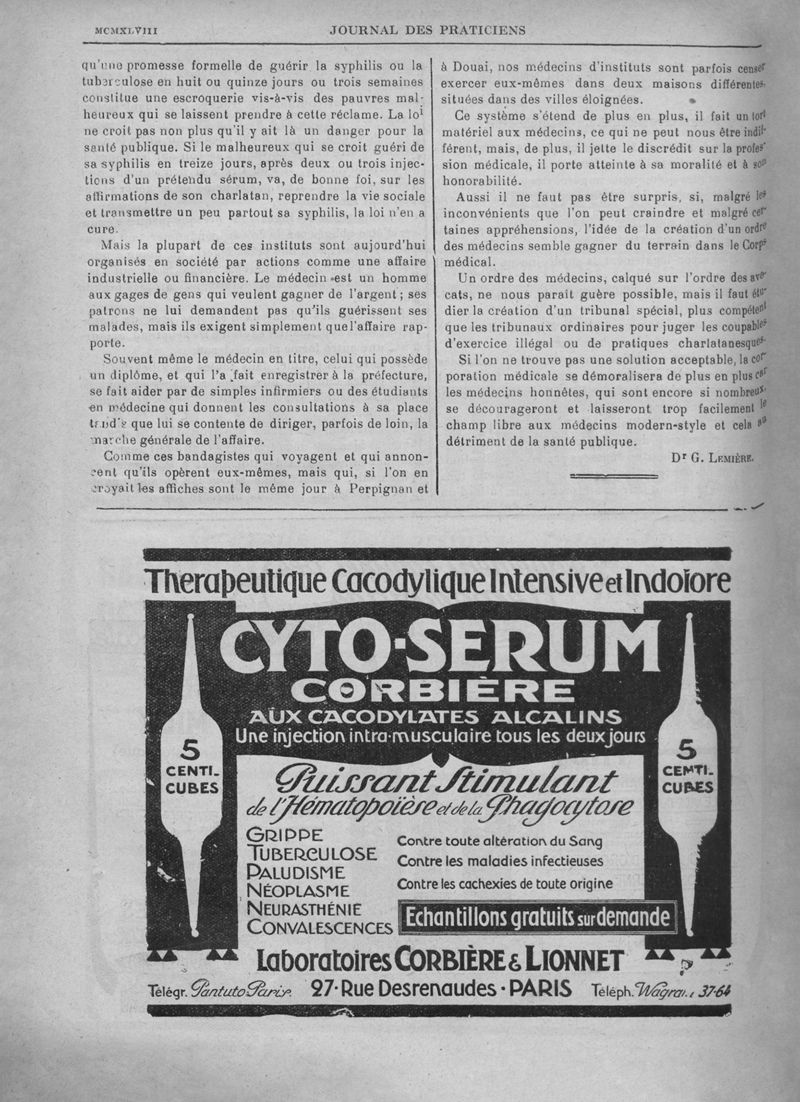 MCMXLVIII
JOURNAL DES PRATICIENS
qu'une promesse formelle de guérir la syphilis ou la
tuberculose en huit ou quinze jours ou trois semaines
constitue une escroquerie vis-à-vis des pauvres mal-
heureux qui se laissent prendre à cette réclame. La loi
ne croit pas non plus qu'il y ait là un danger pour la
santé publique. Si le malheureux qui se croit guéri de
sa syphilis en treize jours, après deux ou trois injec-
tions d'un prétendu sérum, va, de bonne foi, sur les
affirmations de son charlatan, reprendre la vie sociale
et transmettre un peu partout sa syphilis, la loi n'en a
cure.
Mais la plupart de ces instituts sont aujourd'hui
organisés en société par actions comme une affaire
industrielle ou financière. Le médecin est un homme
aux gages de gens qui veulent gagner de l'argent ; ses
patrons ne lui demandent pas qu'ils guérissent ses
malades, mais ils exigent simplement que l'affaire rap-
porte.
Souvent même le médecin en titre, celui qui possède
un diplôme, et qui l'a fait enregistrer à la préfecture,
se fait aider par de simples infirmiers ou des étudiants
en médecine qui donnent les consultations à sa place
que lui se contente de diriger, parfois de loin, la
marche générale de l'affaire.
Comme ces bandagistes qui voyagent et qui annon-
cent qu'ils opèrent eux-mêmes, mais qui, si l'on en
croyait les affiches sont le même jour à Perpignan et
à Douai, nos médecins d'instituts sont parfois censer
exercer eux-mêmes dans deux maisons différentes,
situées dans des villes éloignées.
Ce système s'étend de plus en plus, il fait un tort
matériel aux médecins, ce qui ne peut nous être indif-
férent, mais, de plus, il jette le discrédit sur la profes-
sion médicale, il porte atteinte à sa moralité et à son
honorabilité.
Aussi il ne faut pas être surpris, si, malgré les
inconvénients que l'on peut craindre et malgré cer-
taines appréhensions, l'idée de la création d'un ordre
des médecins semble gagner du terrain dans le Corps
médical.
Un ordre des médecins, calqué sur l'ordre des avo-
cats, ne nous paraît guère possible, mais il faut étu-
dier la création d'un tribunal spécial, plus compétent
que les tribunaux ordinaires pour juger les coupables
d'exercice illégal ou de pratiques charlatanesques.
Si l'on ne trouve pas une solution acceptable, la cor-
poration médicale se démoralisera de plus en plus car
les médecins honnêtes, qui sont encore si nombreux,
se décourageront et laisseront trop facilement le
champ libre aux médecins modern-style et cela au
détriment de la santé publique.
Dr G. LEMIÈRE.
Therapeutique Cacodylique Intensive et Indolore
CYTO-SERUM
CORBIÈRE
AUX CACODYLATES ALCALINS
Une injection intra-musculaire tous les deux jours
5
CENTI-
CUBES
5
CENTI-
CUBES
Puissant Stimulant
de l'Hématopoïèse et de la Phagocytose
GRIPPE
TUBERCULOSE
PALUDISME
NÉOPLASME
NEURASTHÉNIE
CONVALESCENCES
Contre toute altération du Sang
Contre les maladies infectieuses
Contre les cachexies de toute origine
Echantillons gratuits sur demande
Laboratoires CORBIÈRE & LIONNET
Télégr. Pantuto Paris. 27· Rue Desrenaudes · PARIS Téléph. Wagram 37-64